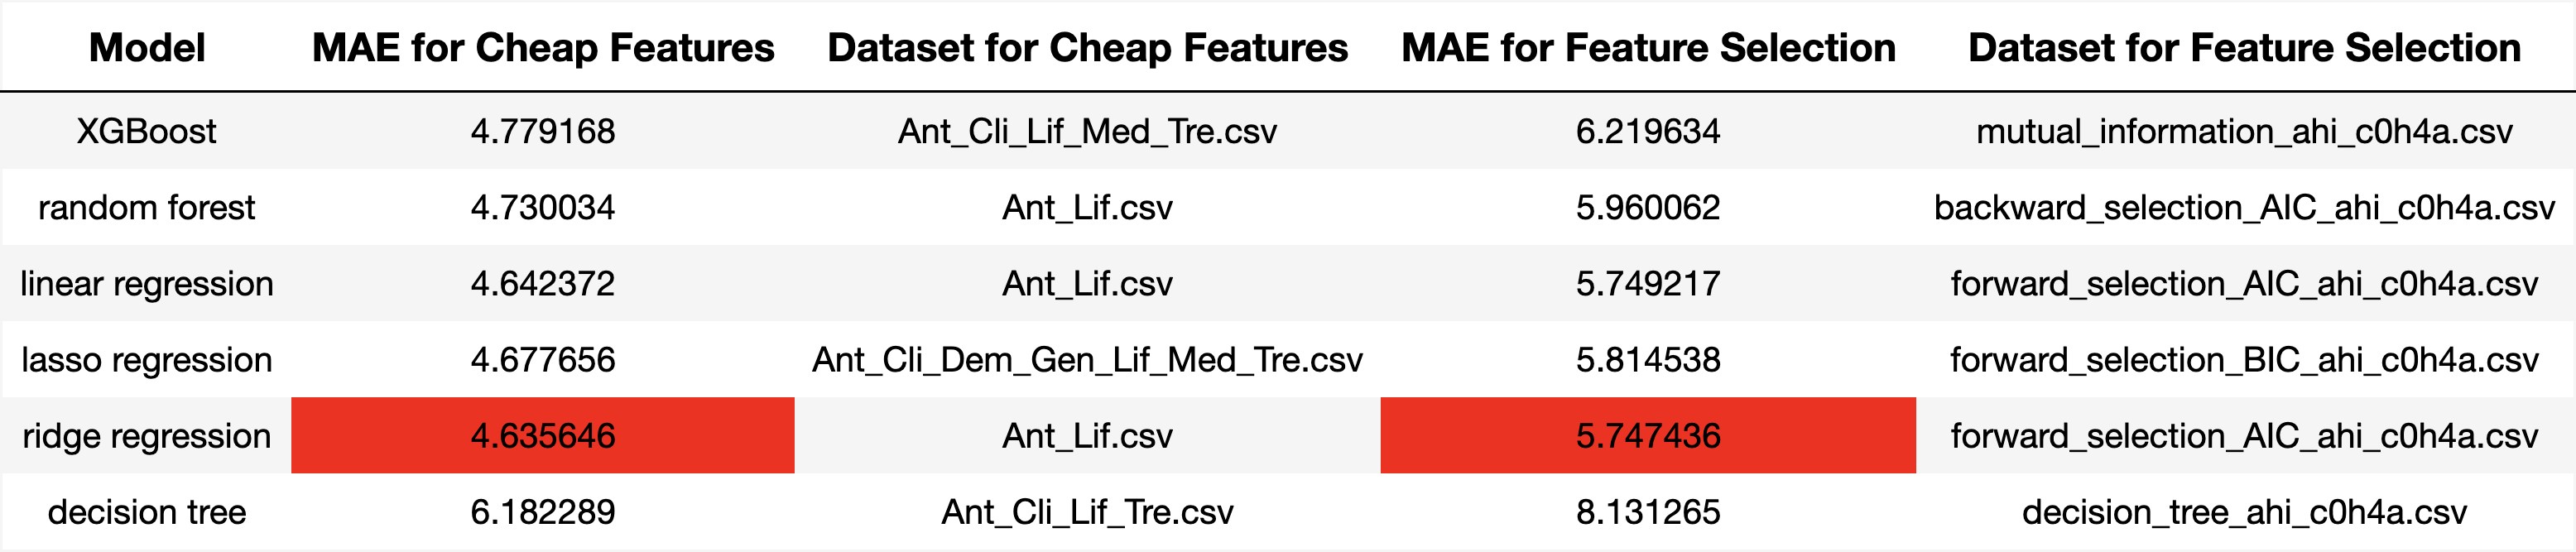 Model MAE for Cheap Features Dataset for Cheap Features MAE for Feature Selection Dataset for Feature Selection
XGBoost 4.779168 Ant_Cli_Lif_Med_Tre.csv 6.219634 mutual_information_ahi_c0h4a.csv
random forest 4.730034 Ant_Lif.csv 5.960062 backward_selection_AIC_ahi_c0h4a.csv
linear regression 4.642372 Ant_Lif.csv 5.749217 forward_selection_AIC_ahi_c0h4a.csv
lasso regression 4.677656 Ant_Cli_Dem_Gen_Lif_Med_Tre.csv 5.814538 forward_selection_BIC_ahi_c0h4a.csv
ridge regression 4.635646 Ant_Lif.csv 5.747436 forward_selection_AIC_ahi_c0h4a.csv
decision tree 6.182289 Ant_Cli_Lif_Tre.csv 8.131265 decision_tree_ahi_c0h4a.csv